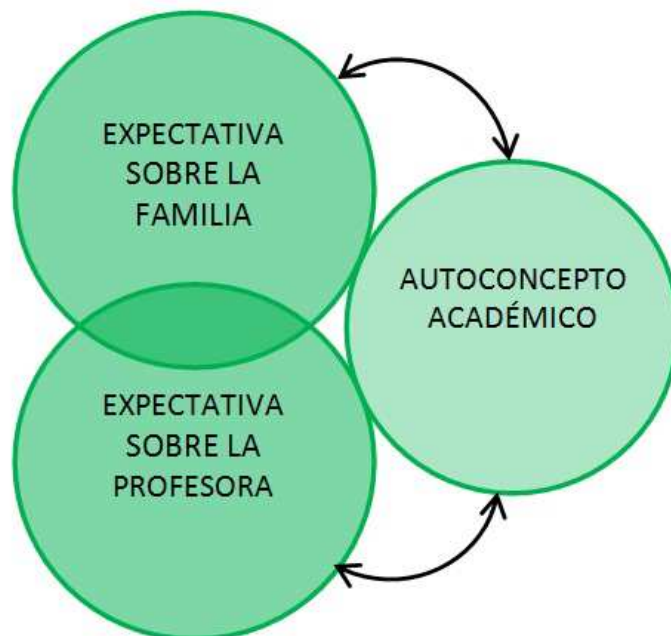 EXPECTATIVA
SOBRE LA
FAMILIA
AUTOCONCEPTO
ACADÉMICO
EXPECTATIVA
SOBRE LA
PROFESORA